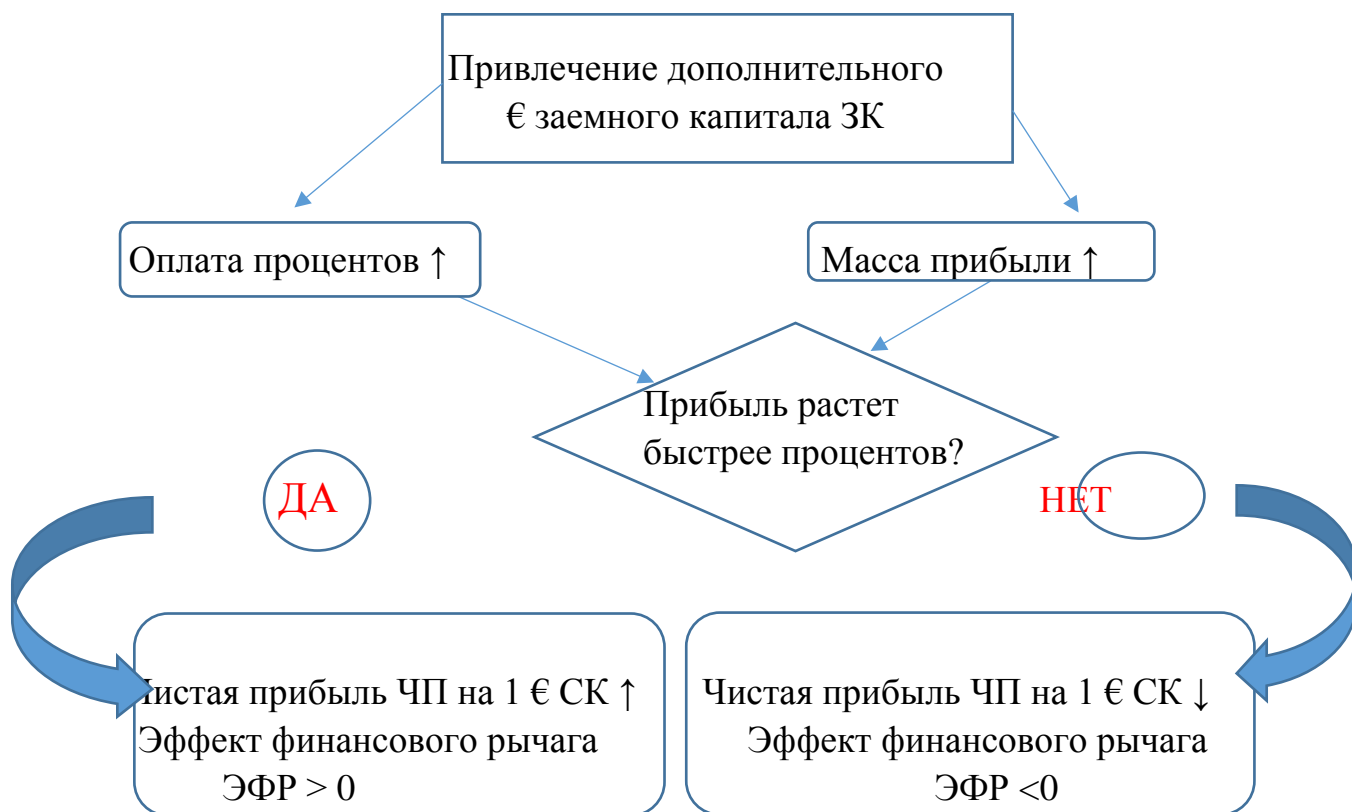 Привлечение дополнительного
€ заемного капитала ЗК
Оплата процентов ↑
Масса прибыли ↑
Прибыль растет
быстрее процентов?
ДА
НЕТ
Чистая прибыль ЧП на 1 € СК ↑
Эффект финансового рычага
ЭФР > 0
Чистая прибыль ЧП на 1 € СК ↓
Эффект финансового рычага
ЭФР <0